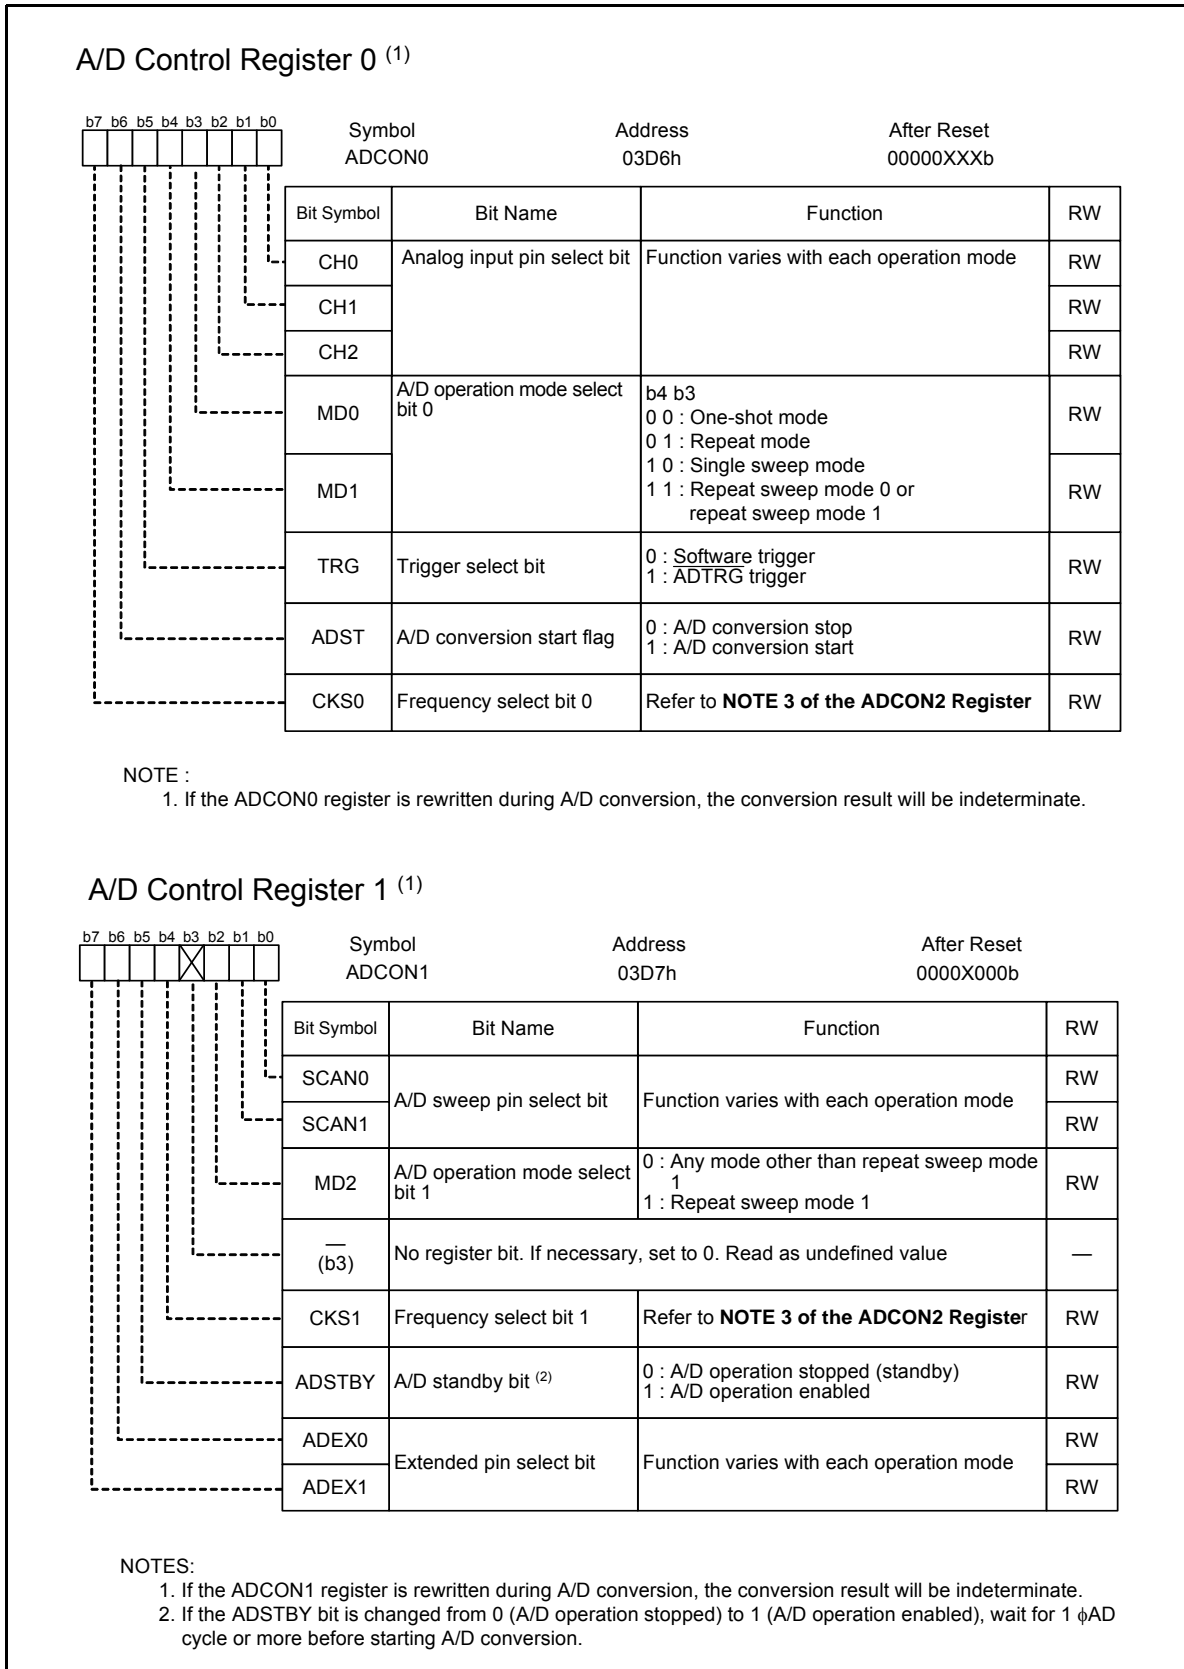 A/D Control Register 0 (1)
b7 b6 b5 b4 b3 b2 b1 b0
Symbol Address After Reset
ADCON0 03D6h 00000XXXb
Bit Symbol Bit Name Function RW
CH0 Analog input pin select bit Function varies with each operation mode RW
CH1 RW
CH2 RW
A/D operation mode select
bit 0
MD0 RW
b4 b3
0 0 : One-shot mode
0 1 : Repeat mode
1 0 : Single sweep mode
1 1 : Repeat sweep mode 0 or
repeat sweep mode 1
MD1 RW
TRG Trigger select bit RW
0 : Software trigger
1 : ADTRG trigger
ADST A/D conversion start flag RW
0 : A/D conversion stop
1 : A/D conversion start
CKS0 Frequency select bit 0 Refer to NOTE 3 of the ADCON2 Register RW
NOTE :
1. If the ADCON0 register is rewritten during A/D conversion, the conversion result will be indeterminate.
A/D Control Register 1 (1)
b7 b6 b5 b4 b3 b2 b1 b0
Symbol Address After Reset
ADCON1 03D7h 0000X000b
Bit Symbol Bit Name Function RW
SCAN0 RW
A/D sweep pin select bit Function varies with each operation mode
SCAN1 RW
MD2 RW
A/D operation mode select
bit 1
0 : Any mode other than repeat sweep mode
1
1 : Repeat sweep mode 1
—
(b3)
No register bit. If necessary, set to 0. Read as undefined value —
CKS1 Frequency select bit 1 Refer to NOTE 3 of the ADCON2 Register RW
ADSTBY A/D standby bit (2) RW
0 : A/D operation stopped (standby)
1 : A/D operation enabled
ADEX0 RW
Extended pin select bit Function varies with each operation mode
ADEX1 RW
NOTES:
1. If the ADCON1 register is rewritten during A/D conversion, the conversion result will be indeterminate.
2. If the ADSTBY bit is changed from 0 (A/D operation stopped) to 1 (A/D operation enabled), wait for 1 ϕAD
cycle or more before starting A/D conversion.